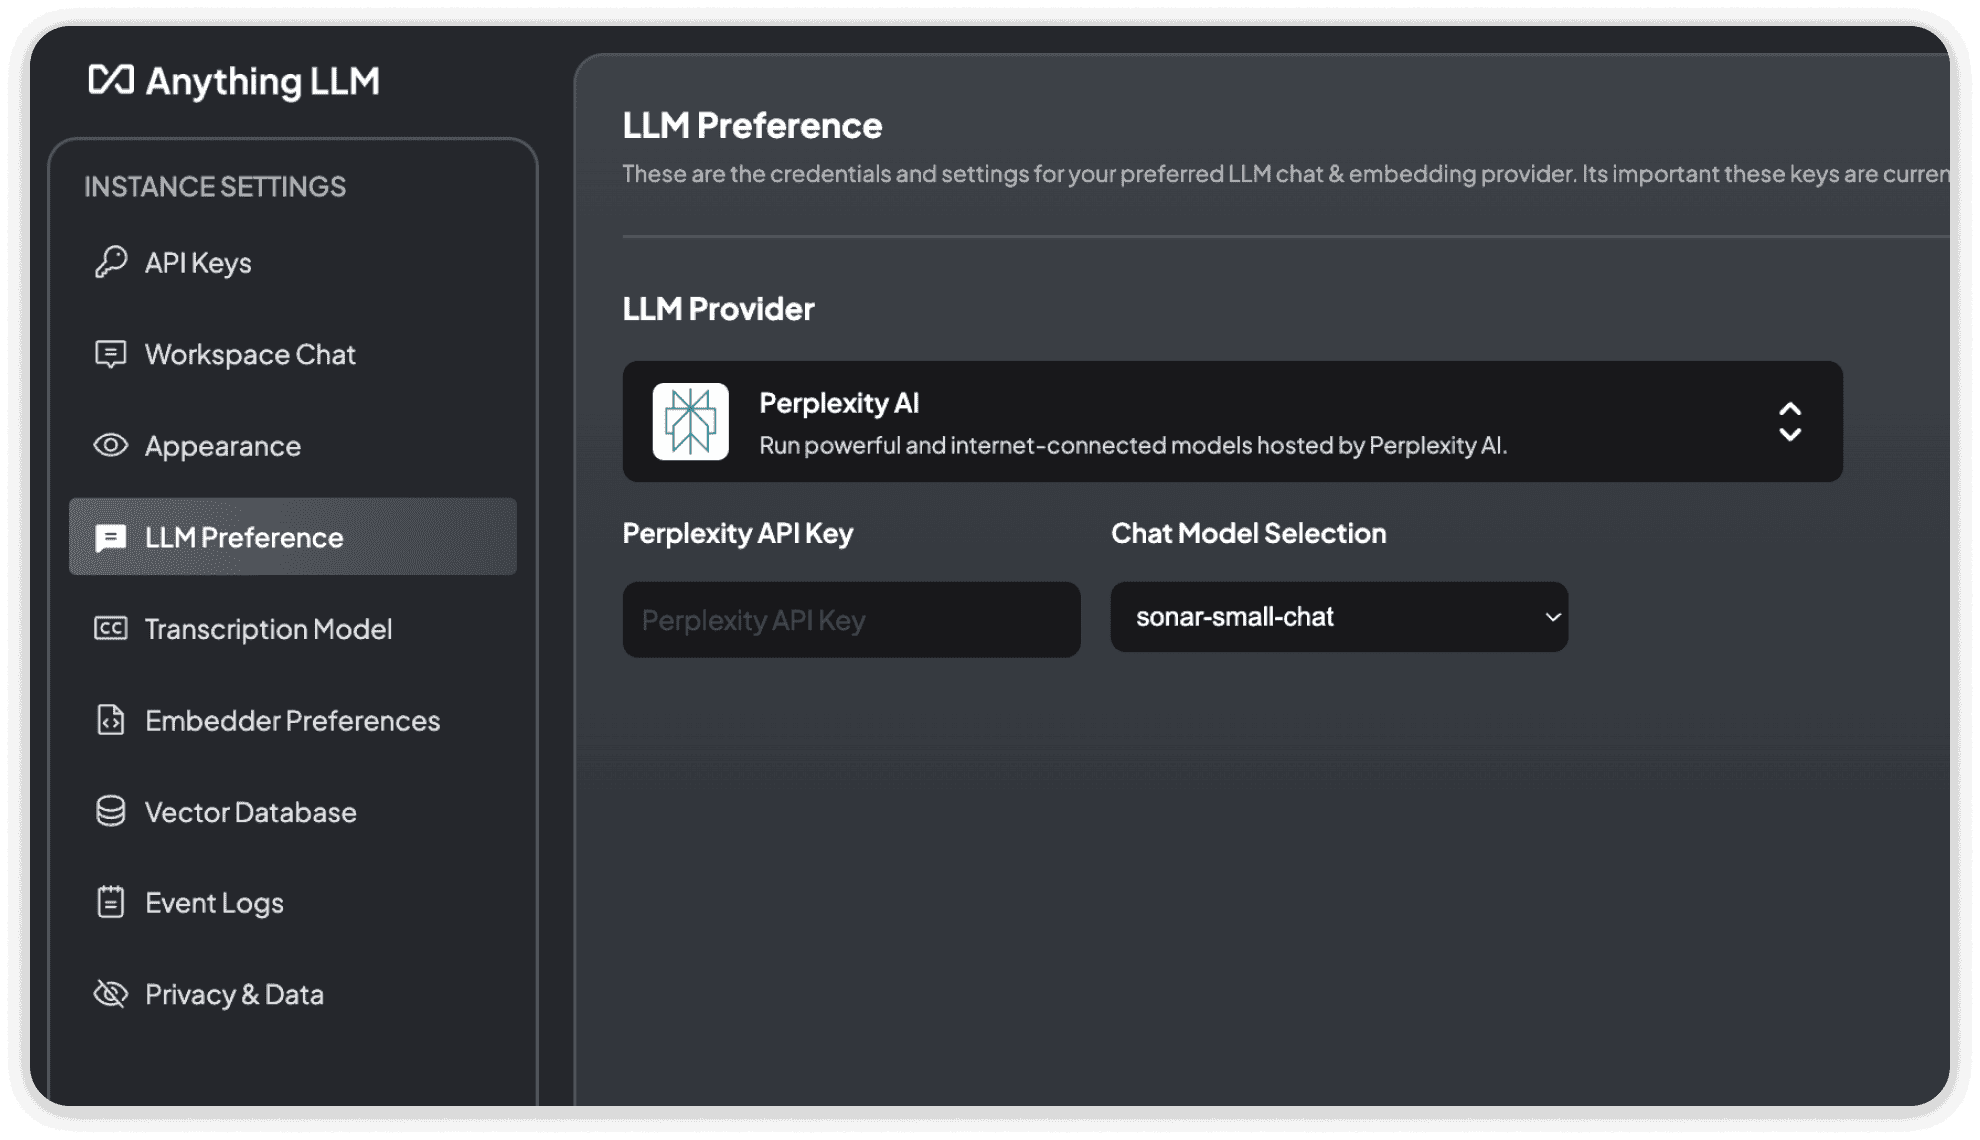 Anything LLM
INSTANCE SETTINGS
API Keys
Workspace Chat
Appearance
LLM Preference
Transcription Model
Embedder Preferences
Vector Database
Event Logs
Privacy & Data
LLM Preference
These are the credentials and settings for your preferred LLM chat & embedding provider. Its important these keys are curren
LLM Provider
Perplexity AI
Run powerful and internet-connected models hosted by Perplexity AI.
Perplexity API Key
Chat Model Selection
Perplexity API Key
sonar-small-chat